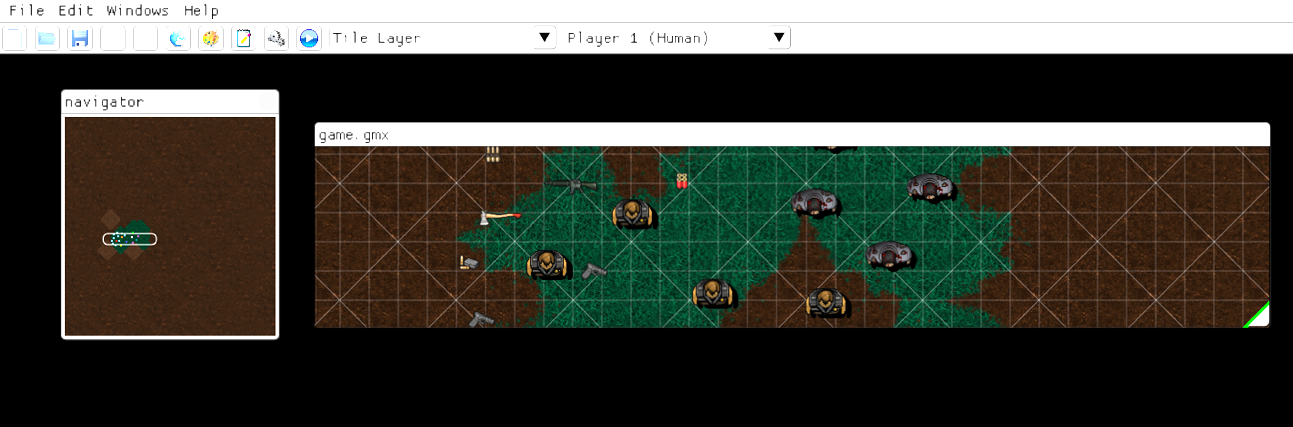 File Edit Windows Help
Tile Layer Player 1 (Human)
navigator
game.gmx